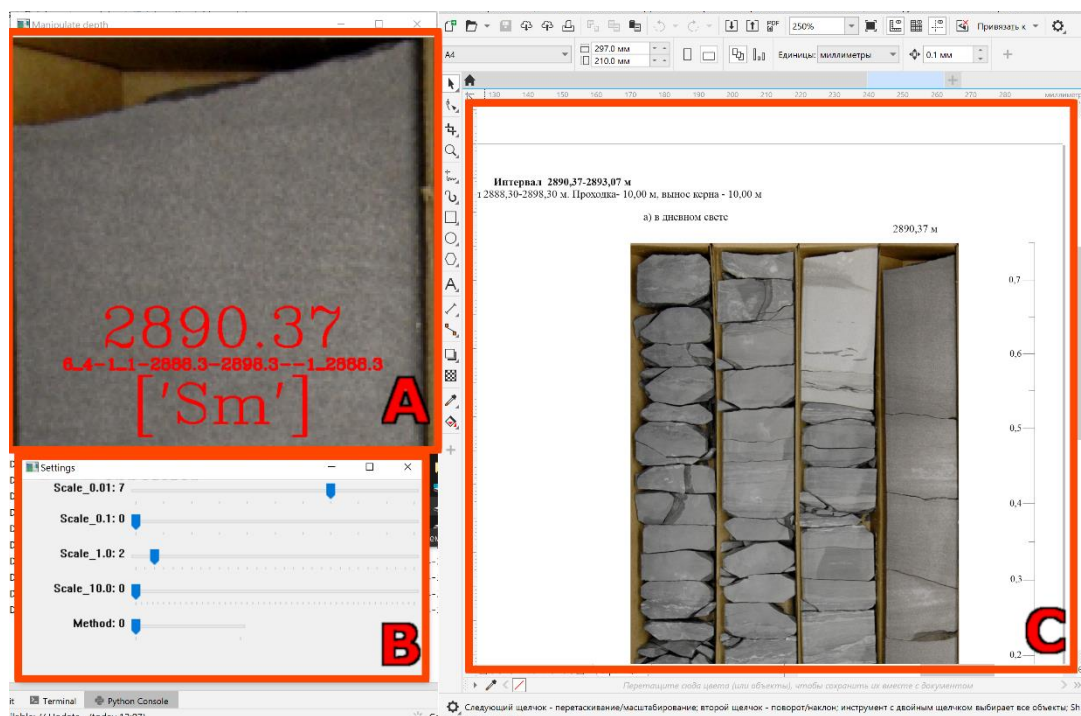 Manipulate depth
2890.37
6_4-1_1-2888.3-2898.3--1_2888.3
['Sm']
A
Settings
Scale_0.01: 7
Scale_0.1: 0
Scale_1.0: 2
Scale_10.0: 0
Method: 0
B
Terminal
Python Console
PDF
250%
Привязать к
A4
297.0 мм
210.0 мм
Единицы: миллиметры
0.1 мм
130 140 150 160 170 180 190 200 210 220 230 240 250 260 270 280
Интервал 2890,37-2893,07 м
2888,30-2898,30 м. Проходка- 10,00 м, вынос керна - 10,00 м
а) в дневном свете
2890,37 м
0,7
0,6
0,5
0,4
0,3
0,2
C
Перетащите сюда цвета (или объекты), чтобы сохранить их вместе с документом
Следующий щелчок - перетаскивание/масштабирование; второй щелчок - поворот/наклон; инструмент с двойным щелчком выбирает все объекты; Sh